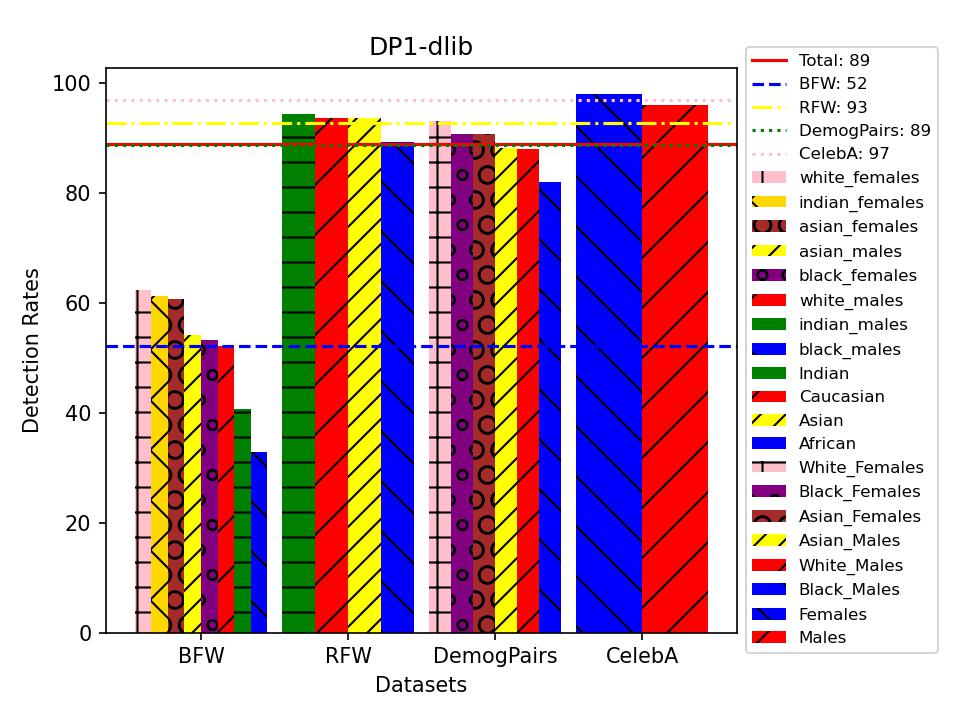 DP1-dlib
100
80
60
40
20
0
Detection Rates
BFW
RFW
DemogPairs
CelebA
Datasets
Total: 89
BFW: 52
RFW: 93
DemogPairs: 89
CelebA: 97
white_females
indian_females
asian_females
asian_males
black_females
white_males
indian_males
black_males
Indian
Caucasian
Asian
African
White_Females
Black_Females
Asian_Females
Asian_Males
White_Males
Black_Males
Females
Males